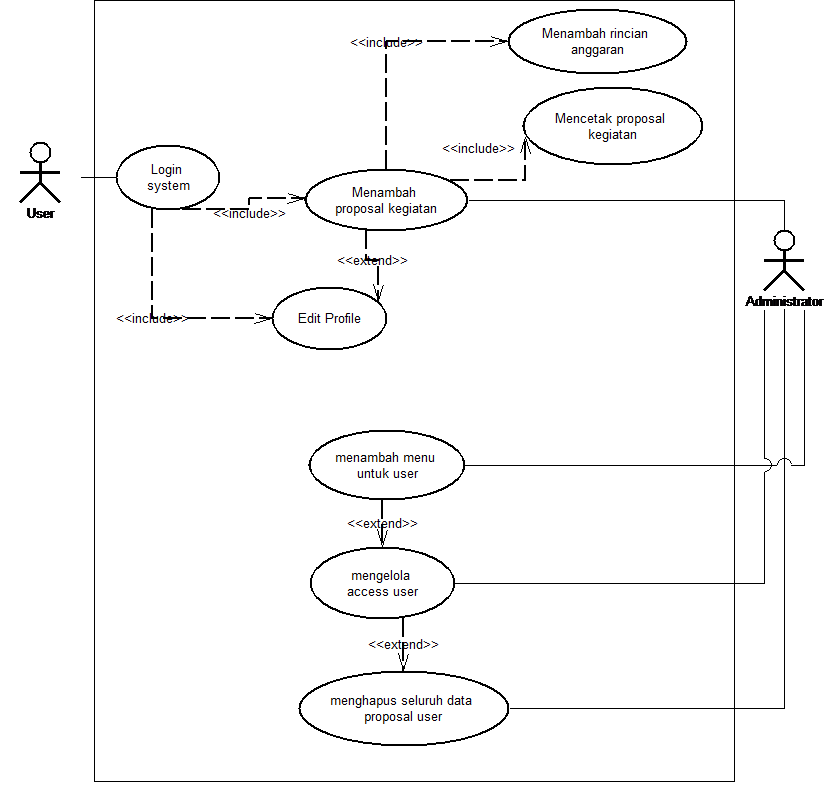 Menambah rincian
anggaran
<<include>>
Mencetak proposal
kegiatan
<<include>>
Login
system
User
Menambah
proposal kegiatan
<<include>>
<<extend>>
Administrator
<<include>>
Edit Profile
menambah menu
untuk user
<<extend>>
mengelola
access user
<<extend>>
menghapus seluruh data
proposal user